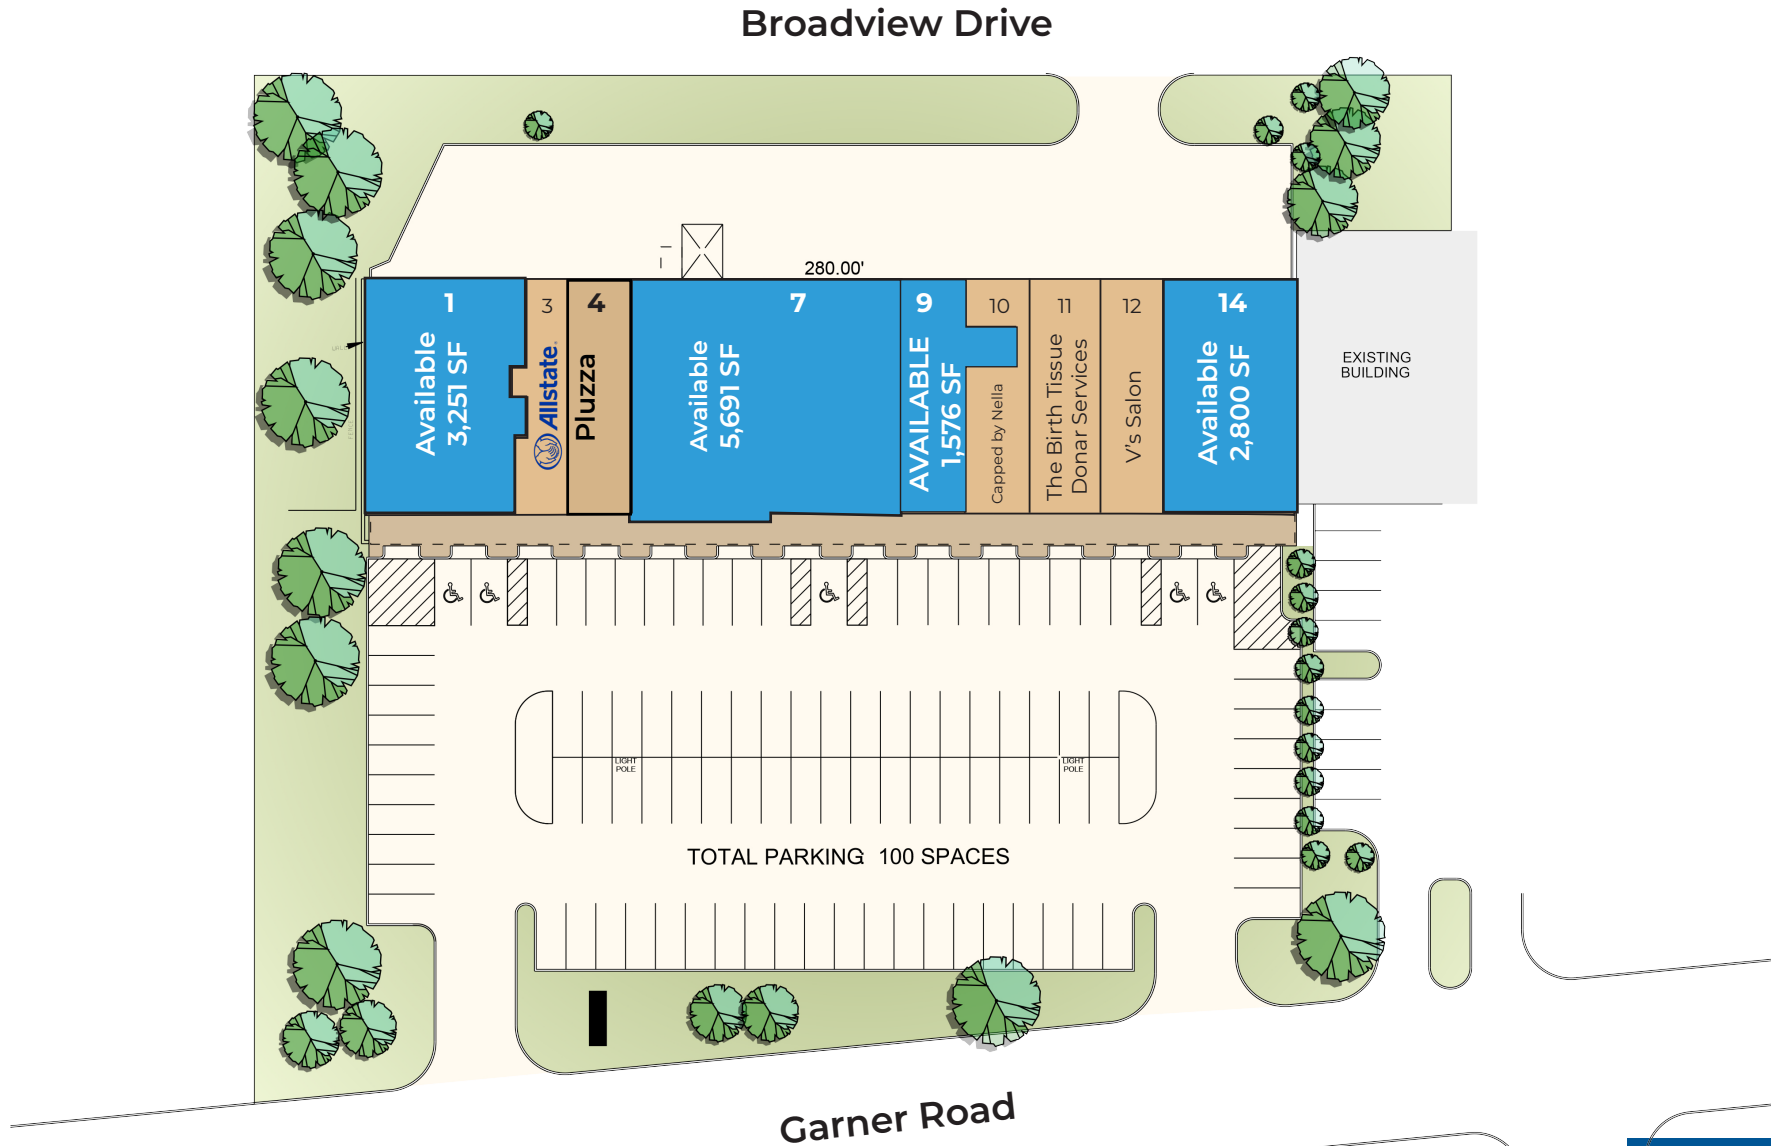 Broadview Drive
280.00'
1
Available
3,251 SF
3
Allstate.
4
Pluzza
7
Available
5,691 SF
9
AVAILABLE
1,576 SF
10
Capped by Nella
11
The Birth Tissue
Donar Services
12
V's Salon
14
Available
2,800 SF
EXISTING
BUILDING
LIGHT
POLE
LIGHT
POLE
TOTAL PARKING: 100 SPACES
Garner Road